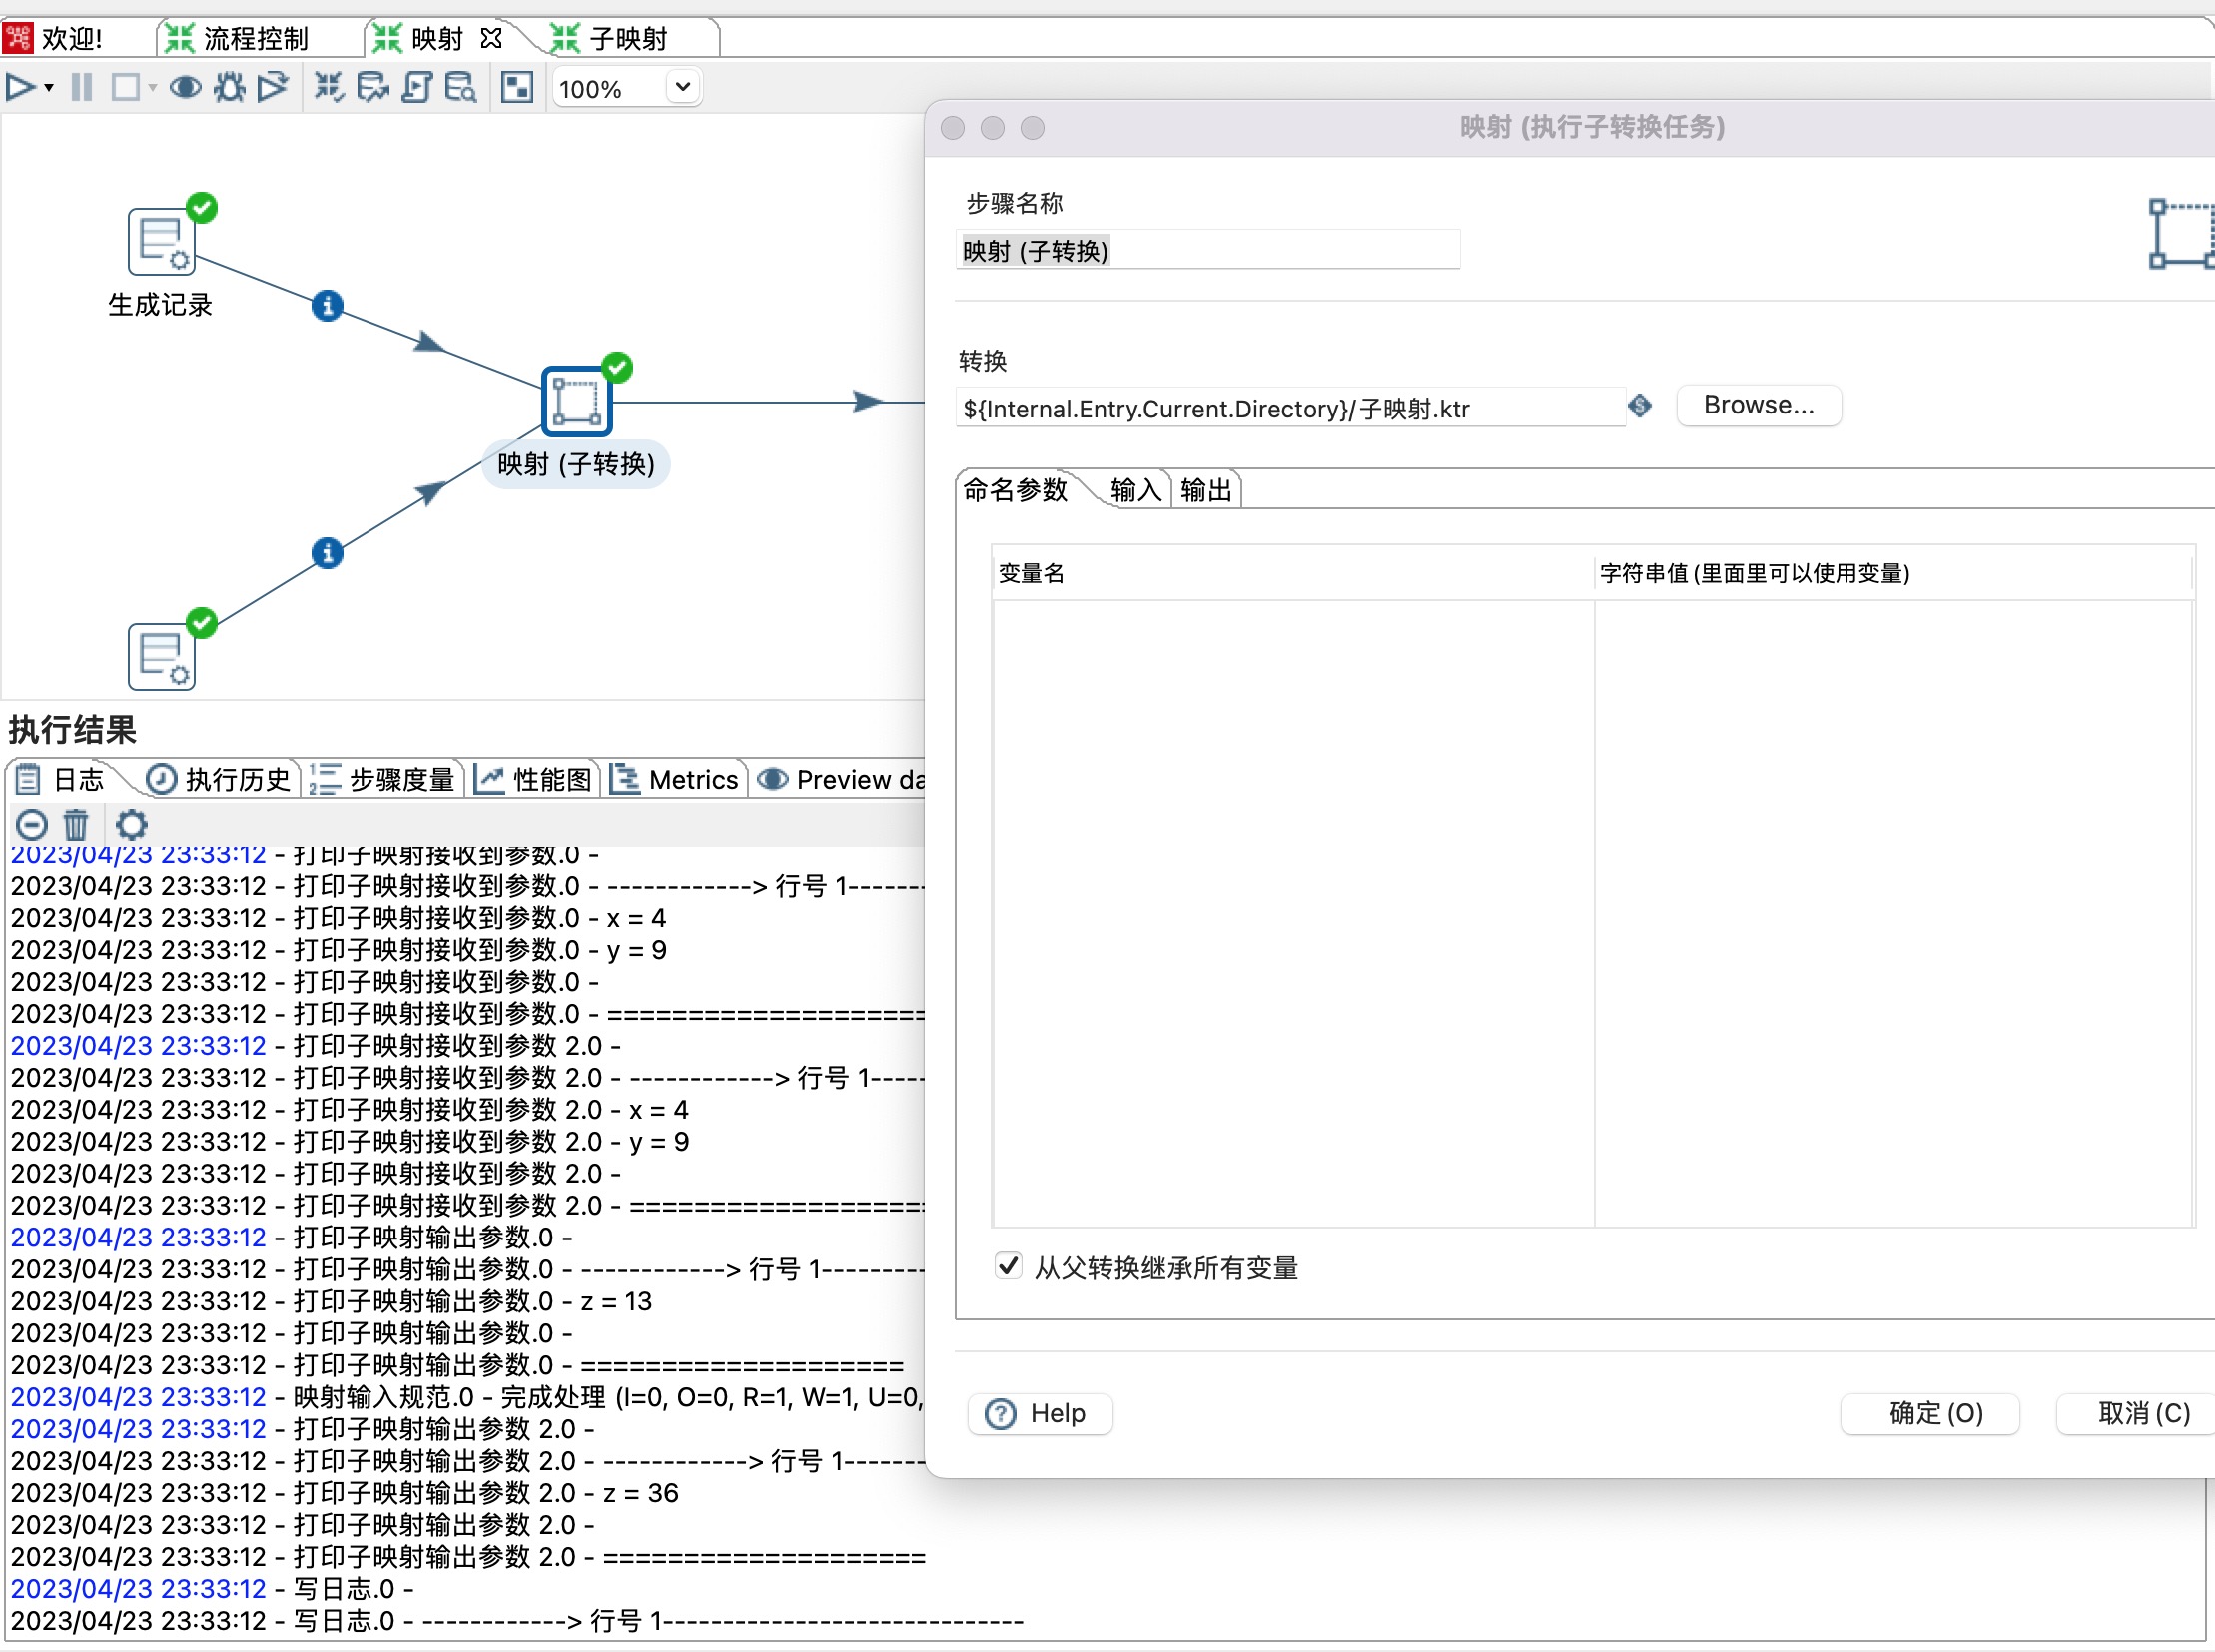 欢迎!
流程控制
映射
子映射
100%
生成记录
映射 (子转换)
执行结果
日志
执行历史
步骤度量
性能图
Metrics
Preview da
2023/04/23 23:33:12 - 打印子映射接收到参数.0 -
2023/04/23 23:33:12 - 打印子映射接收到参数.0 - ------------> 行号 1-------
2023/04/23 23:33:12 - 打印子映射接收到参数.0 - x = 4
2023/04/23 23:33:12 - 打印子映射接收到参数.0 - y = 9
2023/04/23 23:33:12 - 打印子映射接收到参数.0 -
2023/04/23 23:33:12 - 打印子映射接收到参数.0 - ====================
2023/04/23 23:33:12 - 打印子映射接收到参数 2.0 -
2023/04/23 23:33:12 - 打印子映射接收到参数 2.0 - ------------> 行号 1-----
2023/04/23 23:33:12 - 打印子映射接收到参数 2.0 - x = 4
2023/04/23 23:33:12 - 打印子映射接收到参数 2.0 - y = 9
2023/04/23 23:33:12 - 打印子映射接收到参数 2.0 -
2023/04/23 23:33:12 - 打印子映射接收到参数 2.0 - ===================
2023/04/23 23:33:12 - 打印子映射输出参数.0 -
2023/04/23 23:33:12 - 打印子映射输出参数.0 - ------------> 行号 1---------
2023/04/23 23:33:12 - 打印子映射输出参数.0 - z = 13
2023/04/23 23:33:12 - 打印子映射输出参数.0 -
2023/04/23 23:33:12 - 打印子映射输出参数.0 - ====================
2023/04/23 23:33:12 - 映射输入规范.0 - 完成处理 (I=0, O=0, R=1, W=1, U=0,
2023/04/23 23:33:12 - 打印子映射输出参数 2.0 -
2023/04/23 23:33:12 - 打印子映射输出参数 2.0 - ------------> 行号 1-------
2023/04/23 23:33:12 - 打印子映射输出参数 2.0 - z = 36
2023/04/23 23:33:12 - 打印子映射输出参数 2.0 -
2023/04/23 23:33:12 - 打印子映射输出参数 2.0 - ====================
2023/04/23 23:33:12 - 写日志.0 -
2023/04/23 23:33:12 - 写日志.0 - ------------> 行号 1------------------------------
映射 (执行子转换任务)
步骤名称
映射 (子转换)
转换
${Internal.Entry.Current.Directory}/子映射.ktr
Browse...
命名参数
输入
输出
变量名
字符串值(里面里可以使用变量)
从父转换继承所有变量
Help
确定(O)
取消(C)